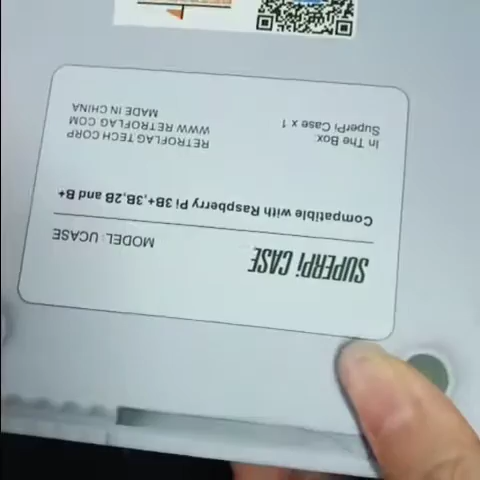 SUPERPi CASE
MODEL: UCASE
Compatible with Raspberry Pi 3B+,3B,2B and B+
In The Box:
SuperPi Case x 1
RETROFLAG TECH CORP
WWW RETROFLAG COM
MADE IN CHINA